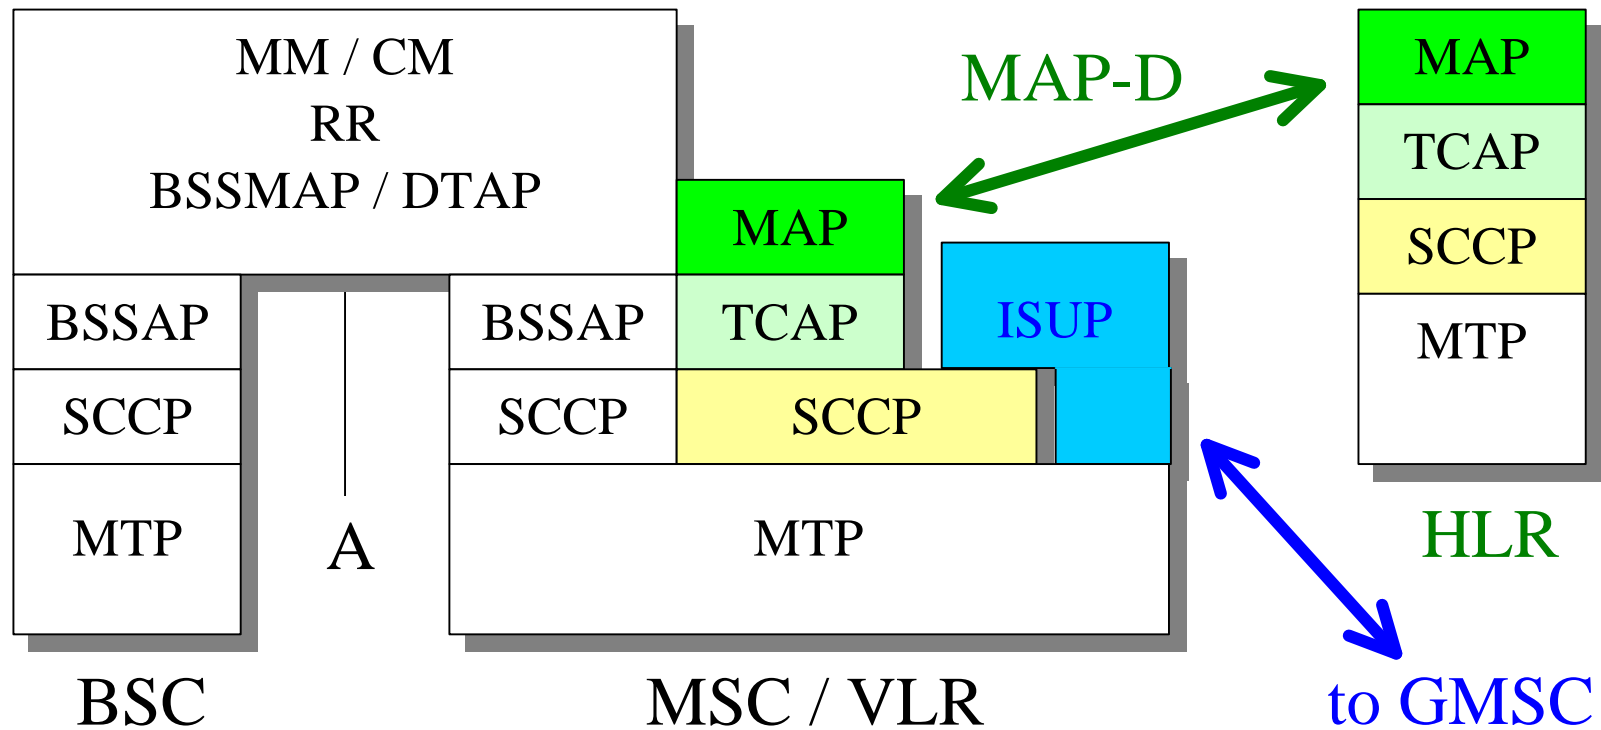 MM / CM
RR
BSSMAP / DTAP
MAP-D
MAP
TCAP
SCCP
MTP
HLR
MAP
BSSAP
BSSAP
TCAP
ISUP
SCCP
SCCP
SCCP
MTP
A
MTP
BSC
MSC / VLR
to GMSC